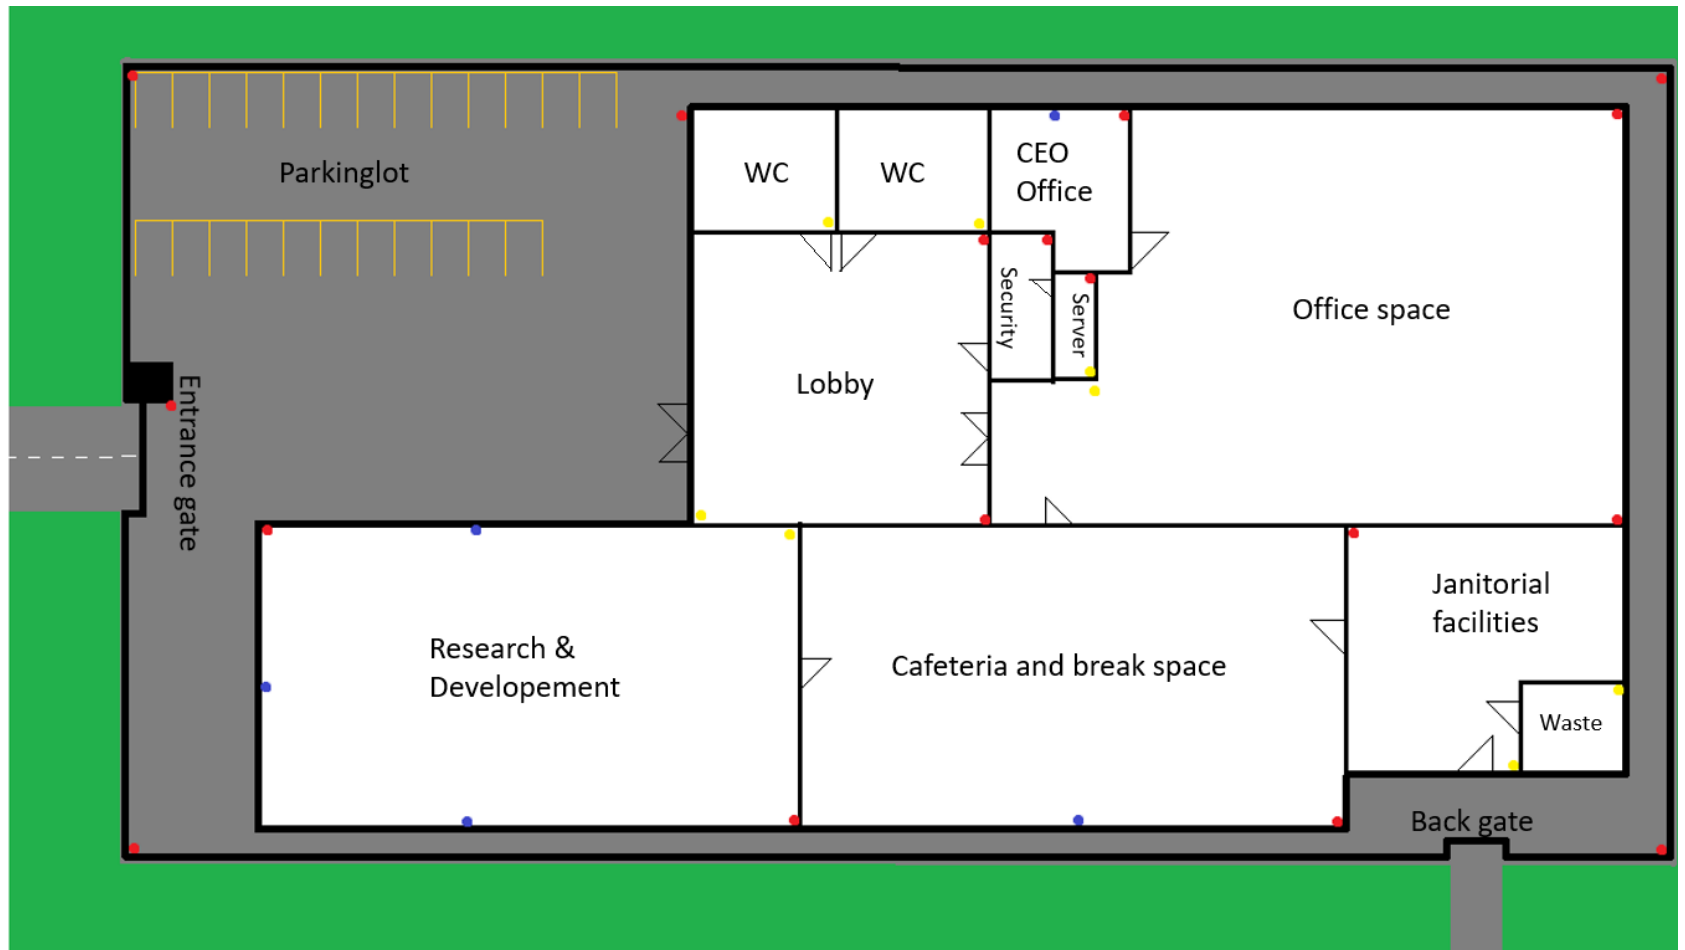 Parkinglot
WC
WC
CEO
Office
Security
Server
Office space
Lobby
Entrance gate
Research &
Developement
Cafeteria and break space
Janitorial
facilities
Waste
Back gate